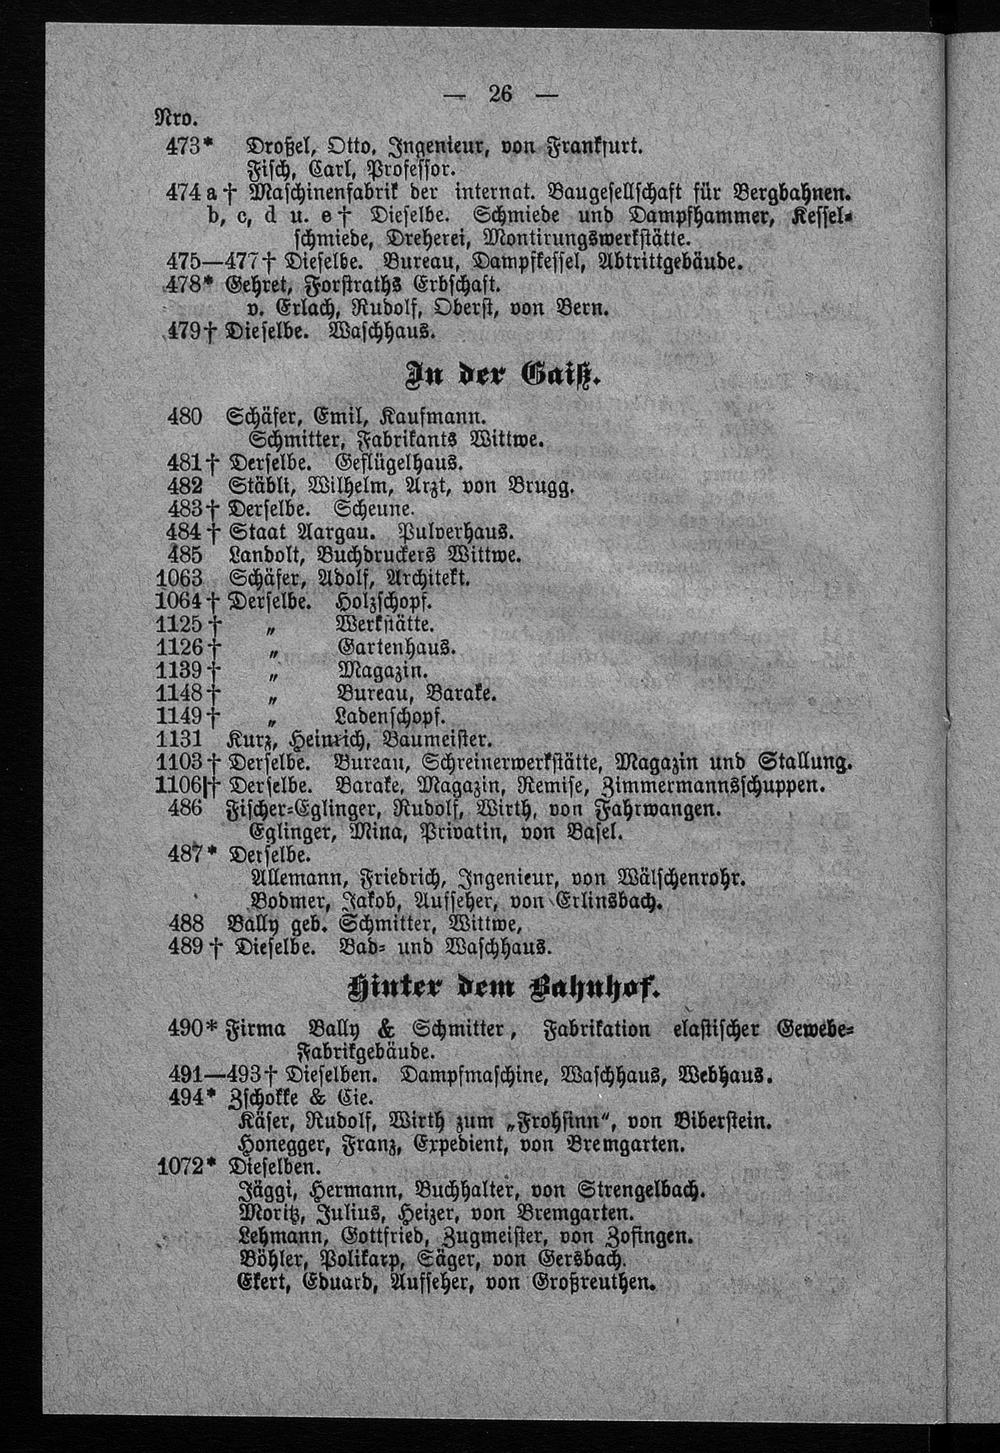 — 26 —
Nro.
473* Droßel, Otto, Ingenieur, von Frankfurt.
Fisch, Carl, Professor.
474 a † Maschinenfabrik der internat. Baugesellschaft für Bergbahnen.
b, c, d u. e † Dieselbe. Schmiede und Dampfhammer, Kessel-
schmiede, Dreherei, Montirungswerkstätte.
475—477 † Dieselbe. Bureau, Dampfkessel, Abtrittgebäude.
478* Gehret, Forstraths Erbschaft.
v. Erlach, Rudolf, Oberst, von Bern.
479 † Dieselbe. Waschhaus.
In der Gaiß.
480 Schäfer, Emil, Kaufmann.
Schmitter, Fabrikants Wittwe.
481 † Derselbe. Geflügelhaus.
482 Stäbli, Wilhelm, Arzt, von Brugg.
483 † Derselbe. Scheune.
484 † Staat Aargau. Pulverhaus.
485 Landolt, Buchdruckers Wittwe.
1063 Schäfer, Adolf, Architekt.
1064 † Derselbe. Holzschopf.
1125 † „ Werkstätte.
1126 † „ Gartenhaus.
1139 † „ Magazin.
1148 † „ Bureau, Barake.
1149 † „ Ladenschopf.
1131 Kurz, Heinrich, Baumeister.
1103 † Derselbe. Bureau, Schreinerwerkstätte, Magazin und Stallung.
1106 † Derselbe. Barake, Magazin, Remise, Zimmermannsschuppen.
486 Fischer-Eglinger, Rudolf, Wirth, von Fahrwangen.
Eglinger, Mina, Privatin, von Basel.
487* Derselbe.
Allemann, Friedrich, Ingenieur, von Wälschenrohr.
Bodmer, Jakob, Aufseher, von Erlinsbach.
488 Bally geb. Schmitter, Wittwe,
489 † Dieselbe. Bad- und Waschhaus.
Hinter dem Bahnhof.
490* Firma Bally & Schmitter, Fabrikation elastischer Gewebe-
Fabrikgebäude.
491—493 † Dieselben. Dampfmaschine, Waschhaus, Webhaus.
494* Zschokke & Cie.
Käser, Rudolf, Wirth zum „Frohsinn“, von Biberstein.
Honegger, Franz, Expedient, von Bremgarten.
1072* Dieselben.
Jäggi, Hermann, Buchhalter, von Strengelbach.
Moritz, Julius, Heizer, von Bremgarten.
Lehmann, Gottfried, Zugmeister, von Zofingen.
Böhler, Polikarp, Säger, von Gersbach.
Ekert, Eduard, Aufseher, von Großreuthen.